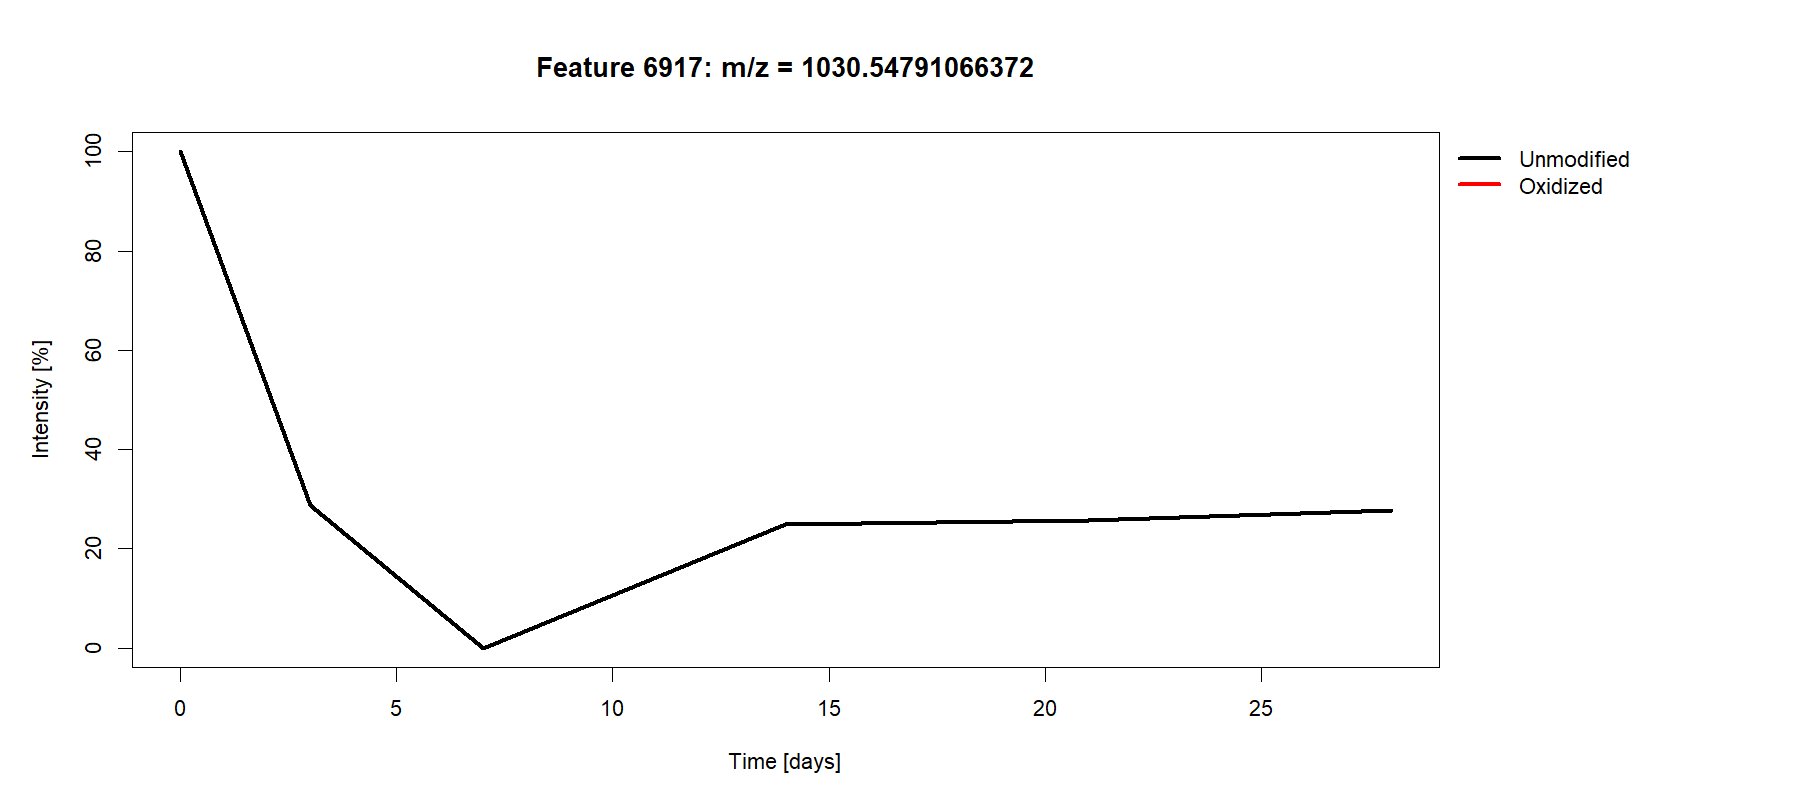 Feature 6917: m/z = 1030.54791066372
Unmodified
Oxidized
Intensity [%]
100
80
60
40
20
0
0 5 10 15 20 25
Time [days]